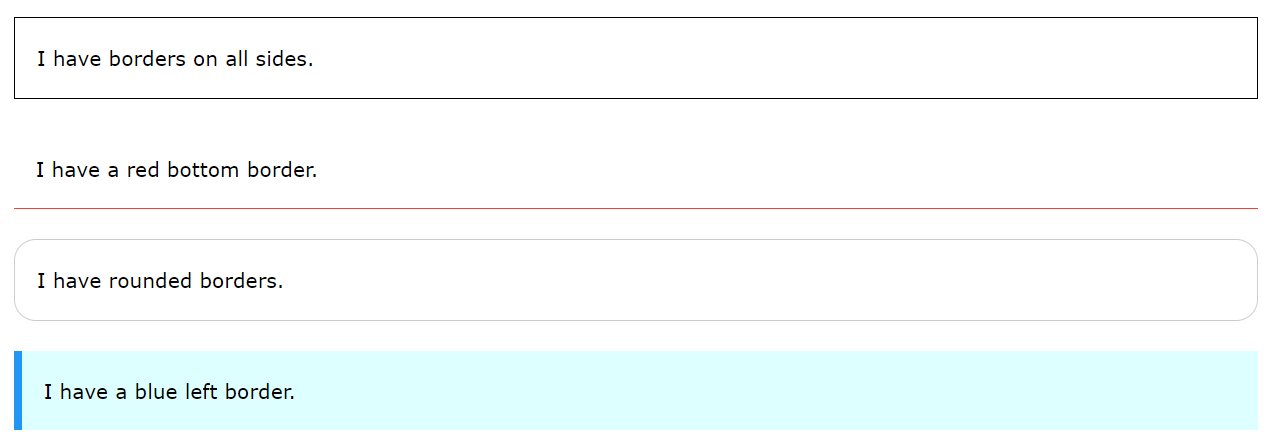 I have borders on all sides.
I have a red bottom border.
I have rounded borders.
I have a blue left border.